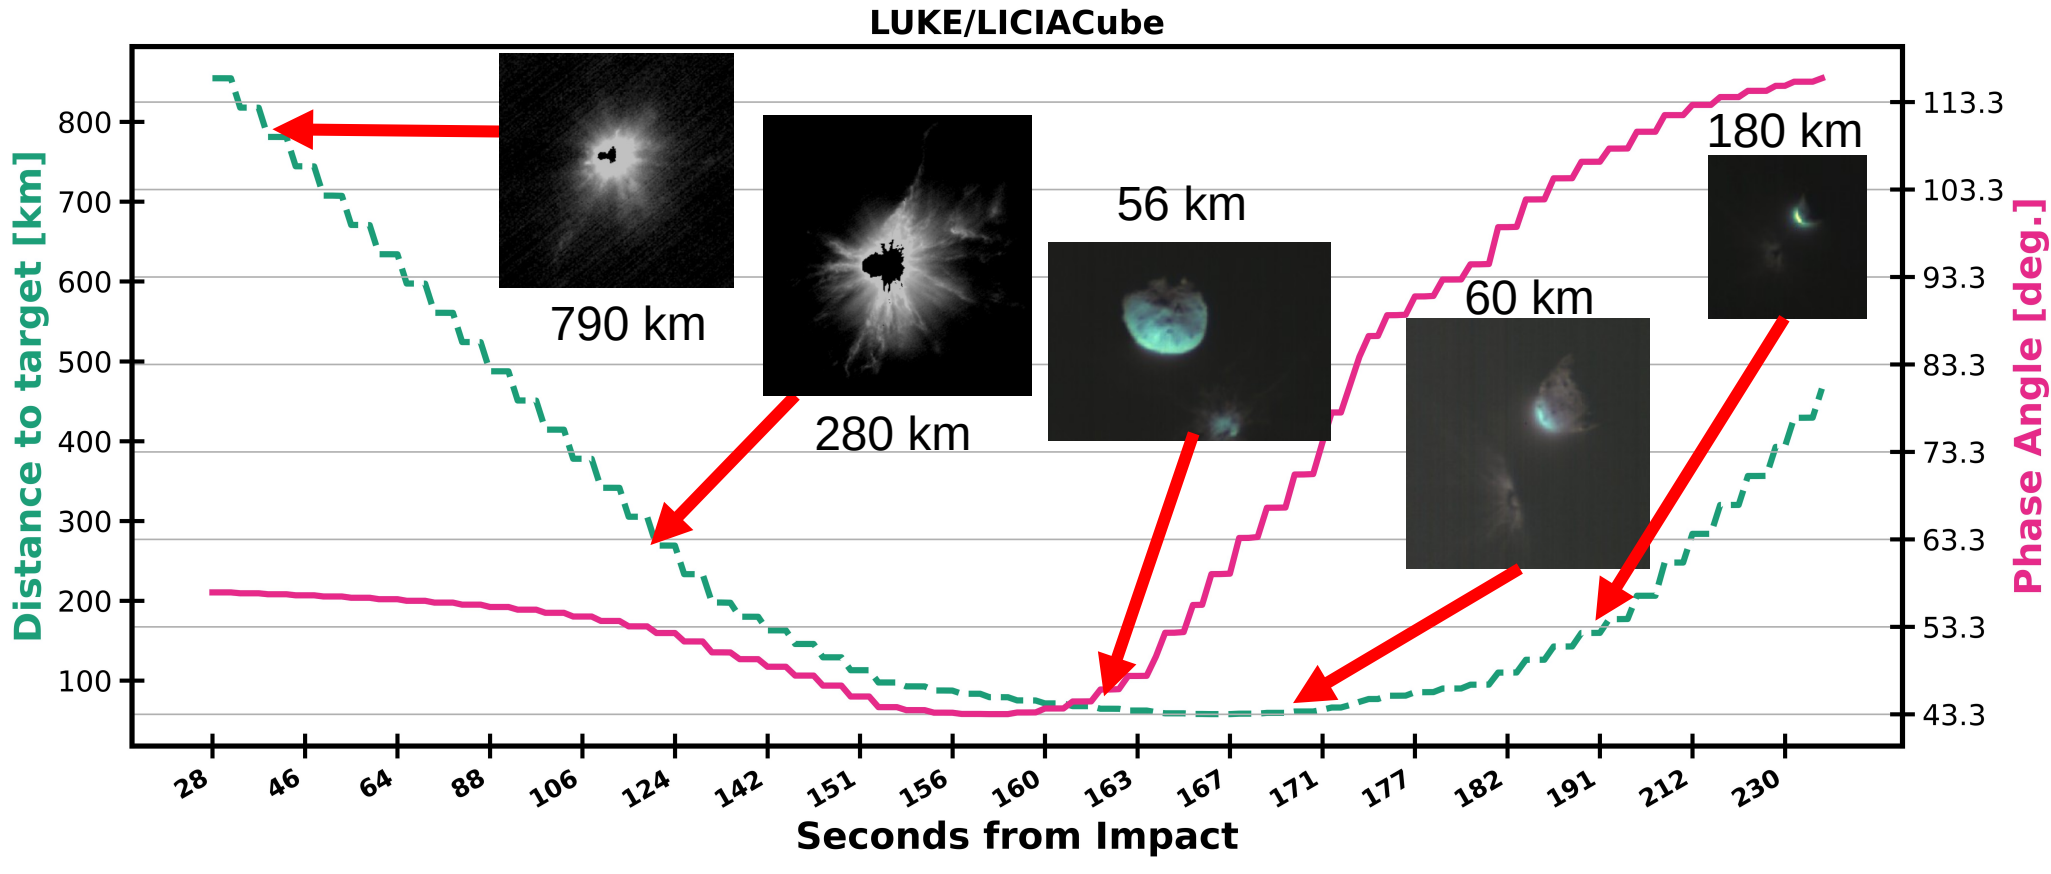 LUKE/LICIACube
Distance to target [km]
800
700
600
500
400
300
200
100
790 km
280 km
56 km
60 km
180 km
113.3
103.3
93.3
83.3
73.3
63.3
53.3
43.3
Phase Angle [deg.]
28 46 64 88 106 124 142 151 156 160 163 167 171 177 182 191 212 230
Seconds from Impact